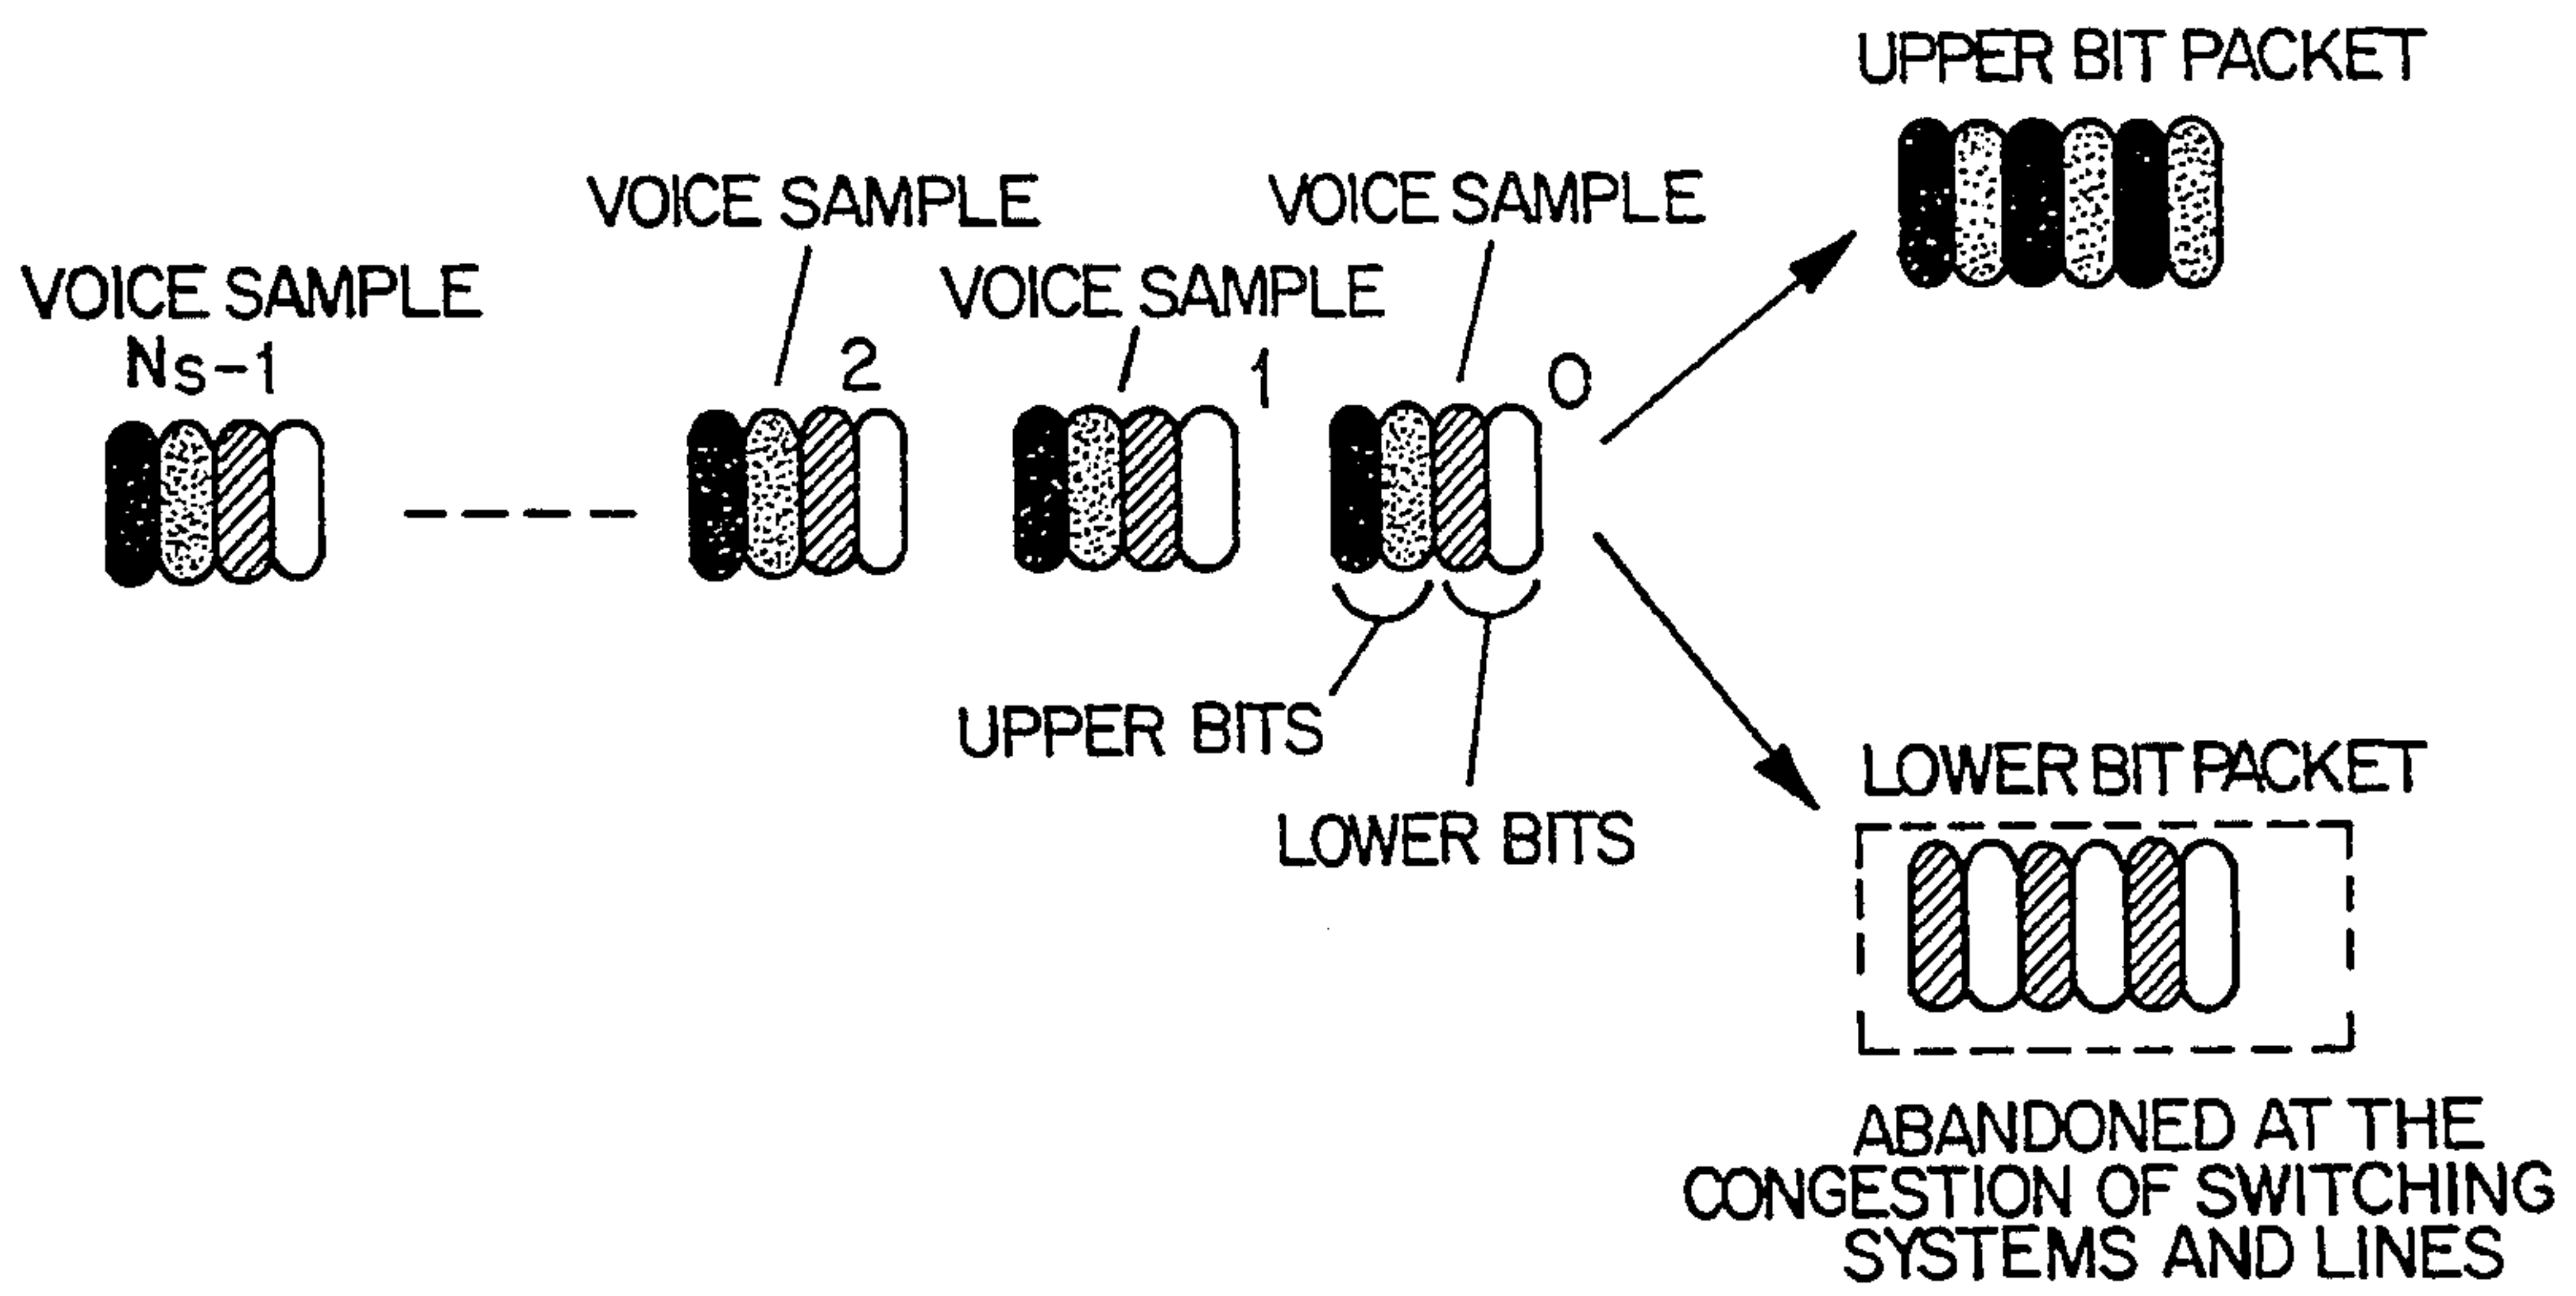 UPPER BIT PACKET
VOICE SAMPLE
2
VOICE SAMPLE
0
VOICE SAMPLE
Ns-1
VOICE SAMPLE
1
UPPER BITS
LOWER BITS
LOWER BIT PACKET
ABANDONED AT THE
CONGESTION OF SWITCHING
SYSTEMS AND LINES